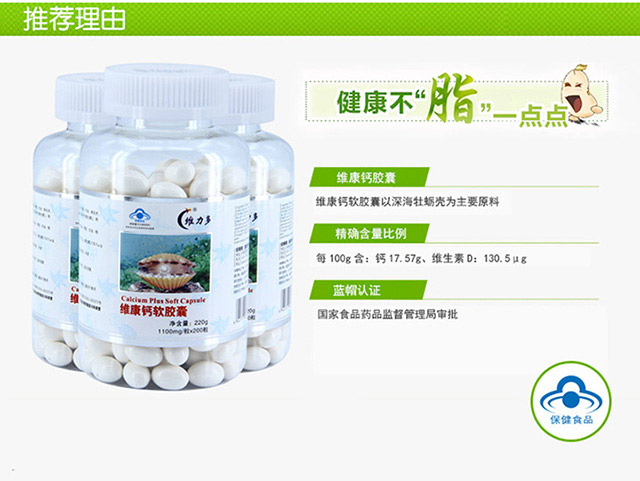 推荐理由
健康不“脂”一点点
维康钙胶囊
维康钙软胶囊以深海牡蛎壳为主要原料
精确含量比例
每100g含：钙17.57g、维生素D：130.5μg
蓝帽认证
国家食品药品监督管理局审批
保健食品
维力多
Calcium Plus Soft Capsule
维康钙软胶囊
净含量：220g
1100mg/粒x200粒